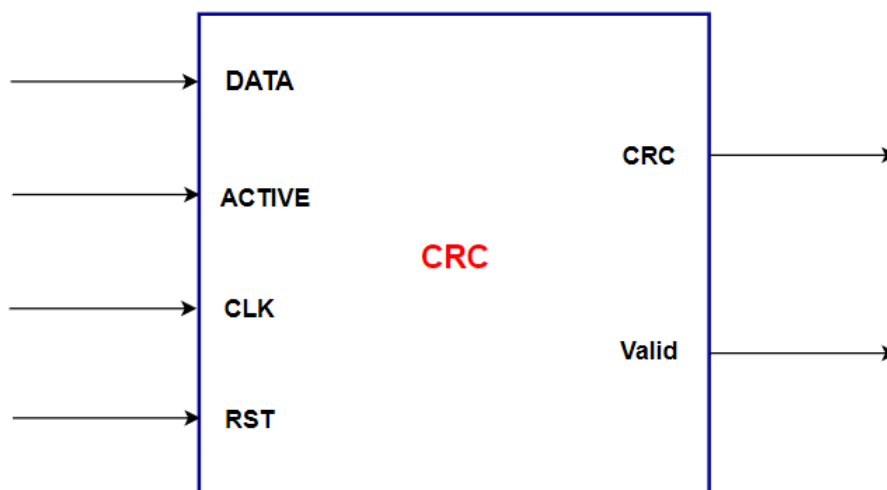 DATA
CRC
ACTIVE
CRC
CLK
Valid
RST